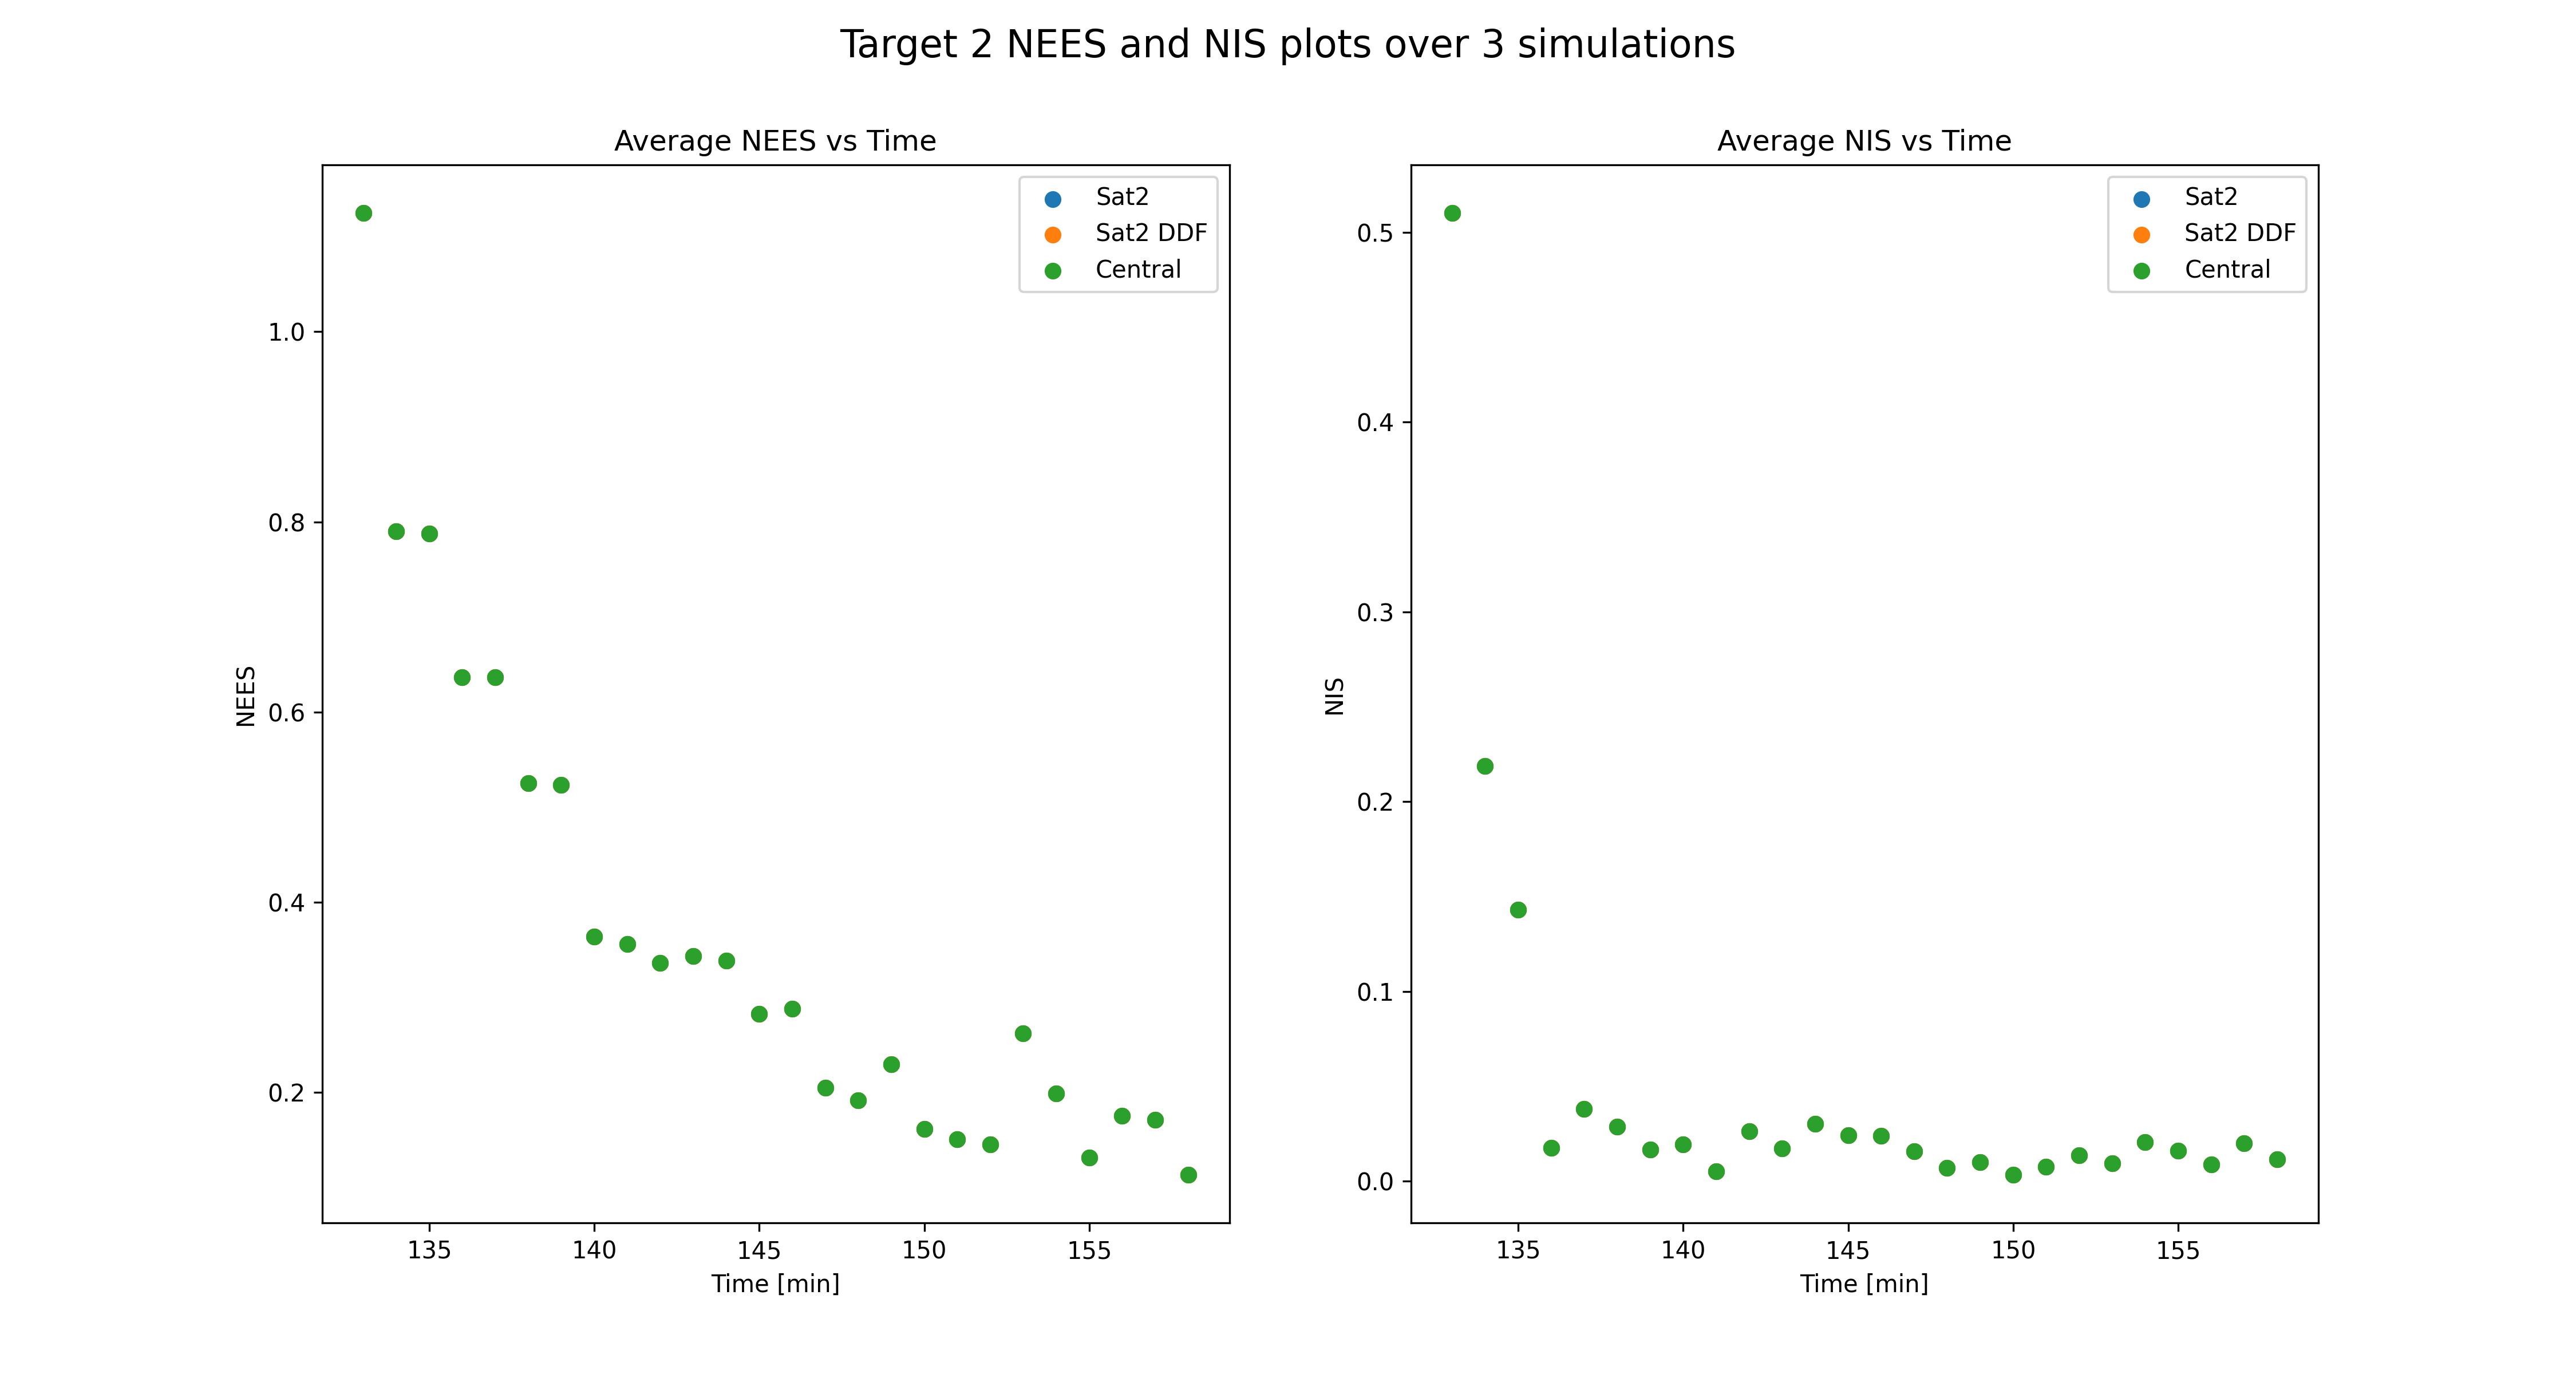 Target 2 NEES and NIS plots over 3 simulations
Average NEES vs Time
Sat2
Sat2 DDF
Central
1.0
0.8
0.6
0.4
0.2
NEES
135 140 145 150 155
Time [min]
Average NIS vs Time
Sat2
Sat2 DDF
Central
0.5
0.4
0.3
0.2
0.1
0.0
NIS
135 140 145 150 155
Time [min]